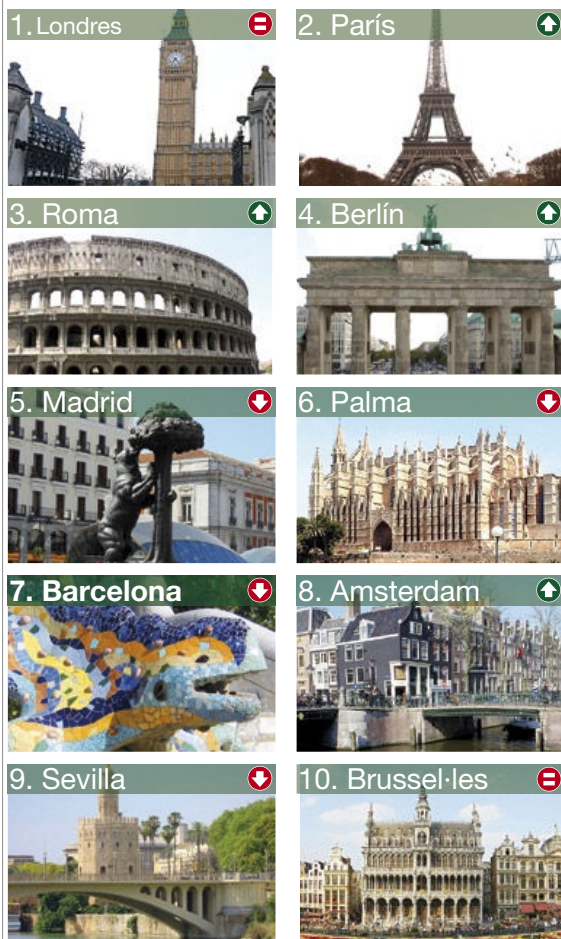 1. Londres
2. París
3. Roma
4. Berlín
5. Madrid
6. Palma
7. Barcelona
8. Amsterdam
9. Sevilla
10. Brussel·les